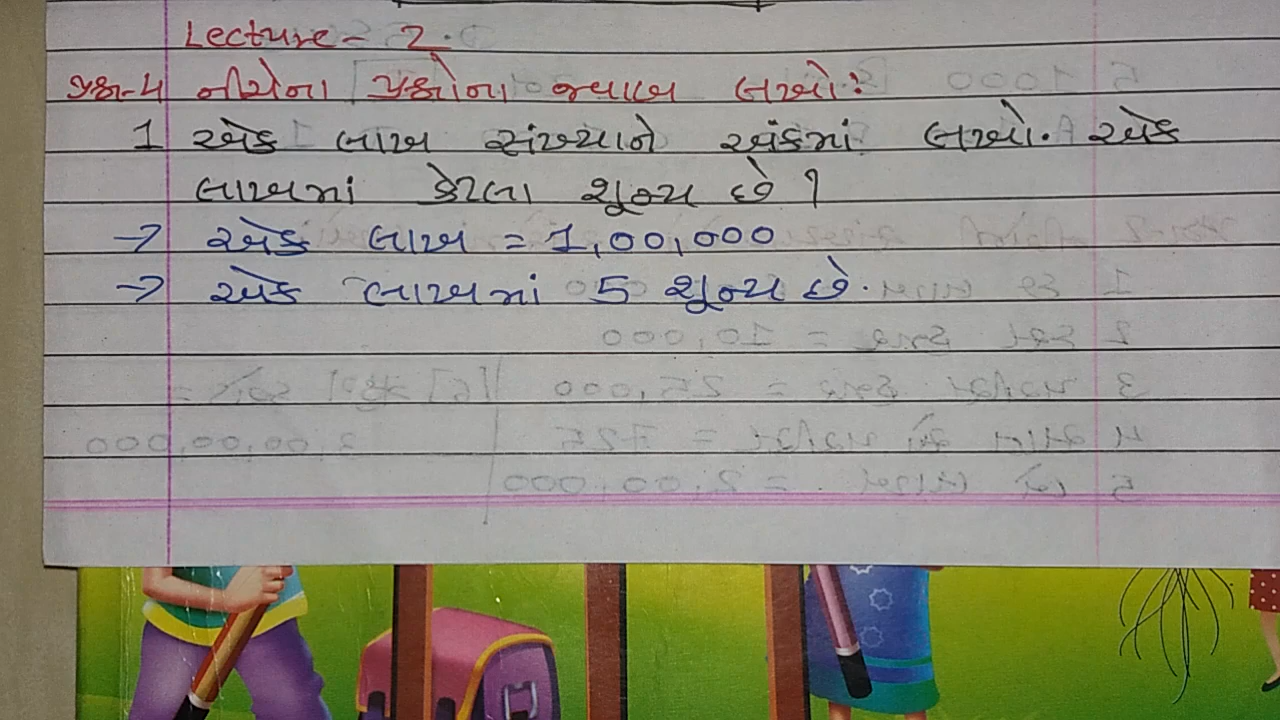 Lecture - 2.
પ્રશ્ન-4 નીચેના પ્રશ્નોના જવાબ લખો:
1 એક લાખ સંખ્યાને અંકમાં લખો. એક
લાખમાં કેટલા શૂન્ય છે ?
→ એક લાખ = 1,00,000
→ એક લાખમાં 5 શૂન્ય છે.